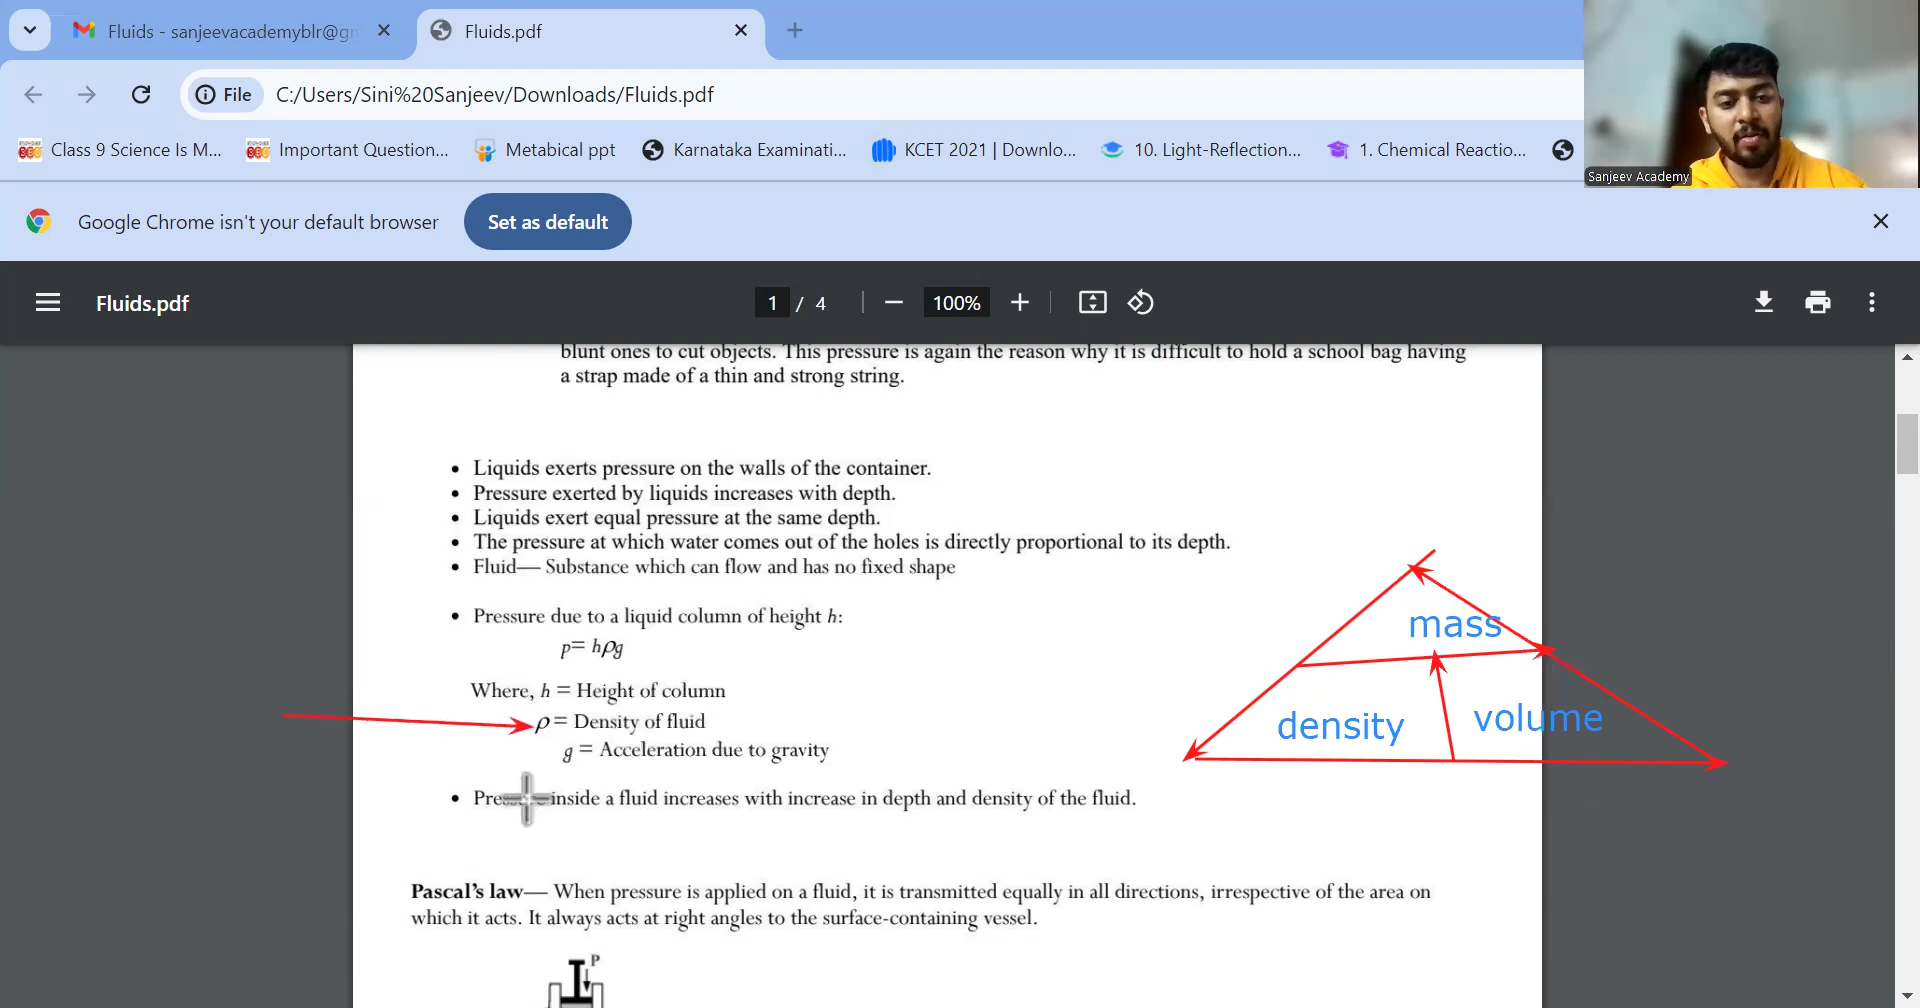 Fluids - sanjeevacademyblr@gm
Fluids.pdf
File
C:/Users/Sini%20Sanjeev/Downloads/Fluids.pdf
Class 9 Science Is M...
Important Question...
Metabical ppt
Karnataka Examinati...
KCET 2021 | Downlo...
10. Light-Reflection...
1. Chemical Reactio...
Sanjeev Academy
Google Chrome isn't your default browser
Set as default
Fluids.pdf
1 / 4
100%
blunt ones to cut objects. This pressure is again the reason why it is difficult to hold a school bag having
a strap made of a thin and strong string.
• Liquids exerts pressure on the walls of the container.
• Pressure exerted by liquids increases with depth.
• Liquids exert equal pressure at the same depth.
• The pressure at which water comes out of the holes is directly proportional to its depth.
• Fluid— Substance which can flow and has no fixed shape
• Pressure due to a liquid column of height h:
p= hρg
Where, h = Height of column
ρ= Density of fluid
g = Acceleration due to gravity
• Pressure inside a fluid increases with increase in depth and density of the fluid.
mass
density
volume
Pascal's law— When pressure is applied on a fluid, it is transmitted equally in all directions, irrespective of the area on
which it acts. It always acts at right angles to the surface-containing vessel.
P